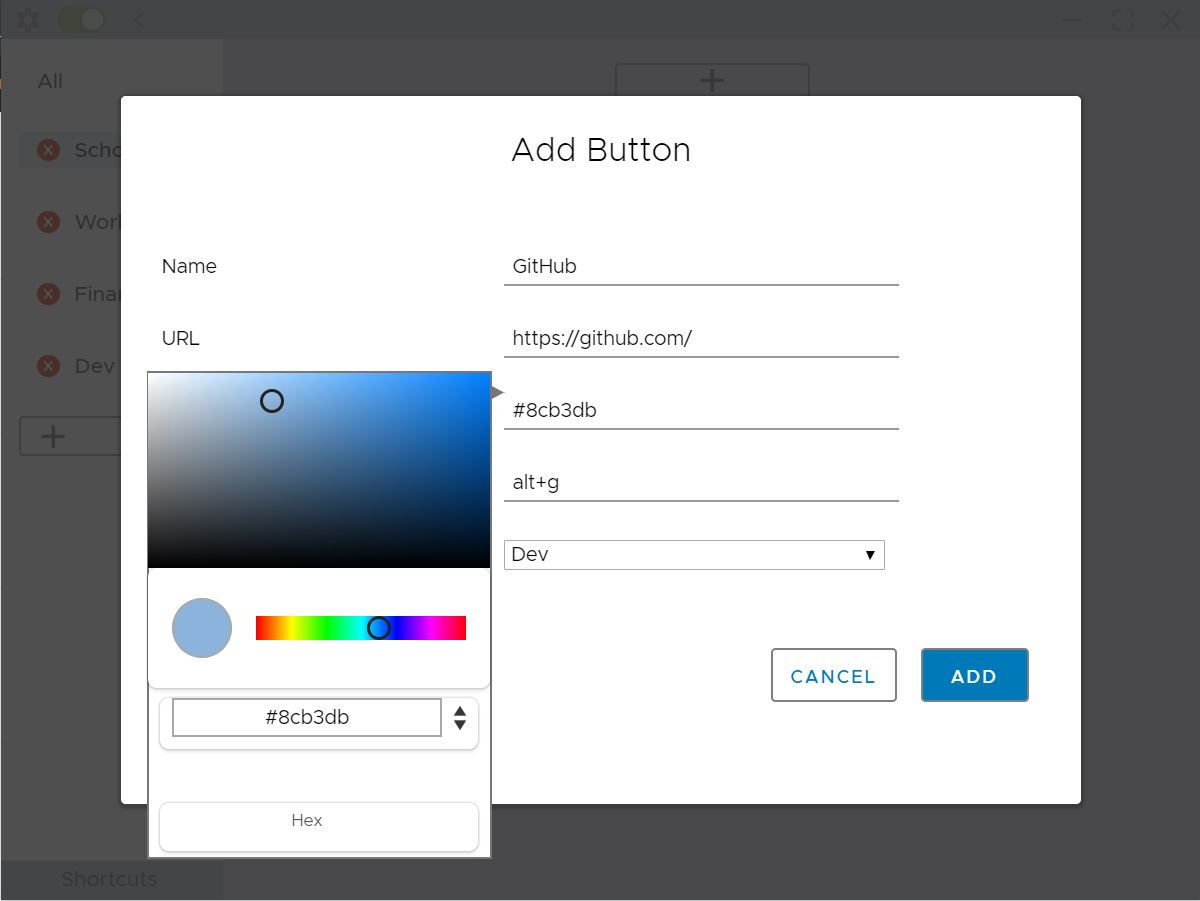 All
Scho
Work
Finan
Dev
Add Button
Name
GitHub
URL
https://github.com/
#8cb3db
alt+g
Dev
CANCEL
ADD
#8cb3db
Hex
Shortcuts